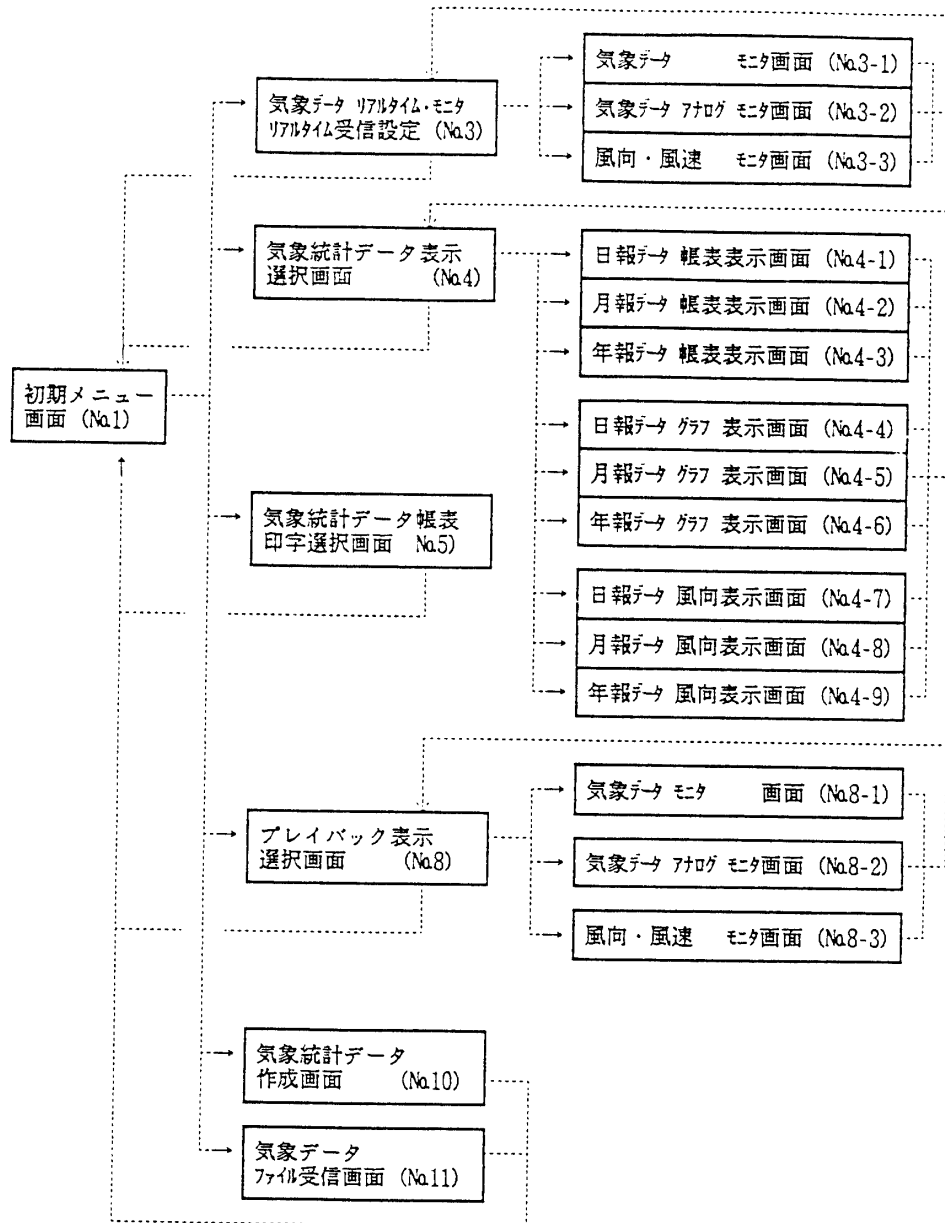 気象データ リアルタイム・モニタ
リアルタイム受信設定 (No.3)
気象データ モニタ画面 (No.3-1)
気象データ アナログ モニタ画面 (No.3-2)
風向・風速 モニタ画面 (No.3-3)
気象統計データ表示
選択画面 (No.4)
日報データ 帳表表示画面 (No.4-1)
月報データ 帳表表示画面 (No.4-2)
年報データ 帳表表示画面 (No.4-3)
初期メニュー
画面 (No.1)
日報データ グラフ 表示画面 (No.4-4)
月報データ グラフ 表示画面 (No.4-5)
年報データ グラフ 表示画面 (No.4-6)
気象統計データ帳表
印字選択画面 No.5)
日報データ 風向表示画面 (No.4-7)
月報データ 風向表示画面 (No.4-8)
年報データ 風向表示画面 (No.4-9)
プレイバック表示
選択画面 (No.8)
気象データ モニタ 画面 (No.8-1)
気象データ アナログ モニタ画面 (No.8-2)
風向・風速 モニタ画面 (No.8-3)
気象統計データ
作成画面 (No.10)
気象データ
ファイル受信画面 (No.11)